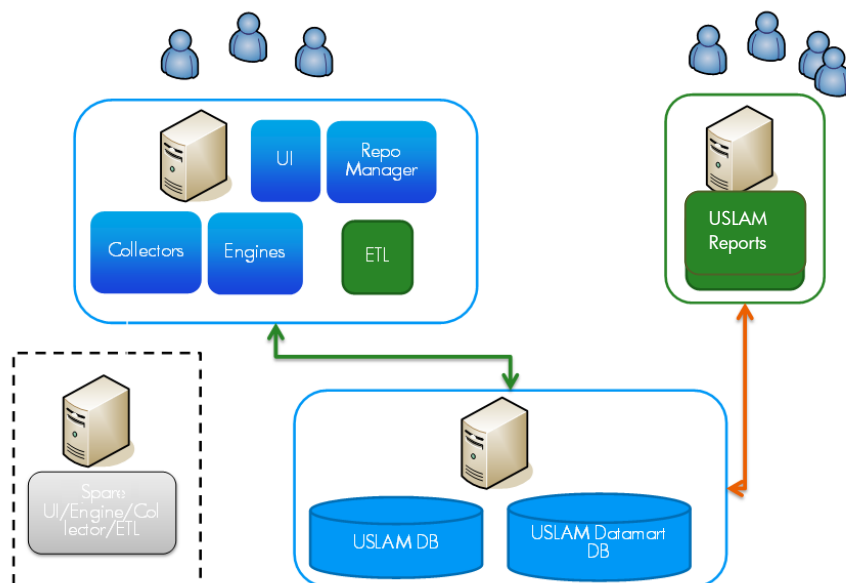 UI
Repo
Manager
Collectors
Engines
ETL
USLAM
Reports
Spare
UI/Engine/Col
lector/ETL
USLAM DB
USLAM Datamart
DB